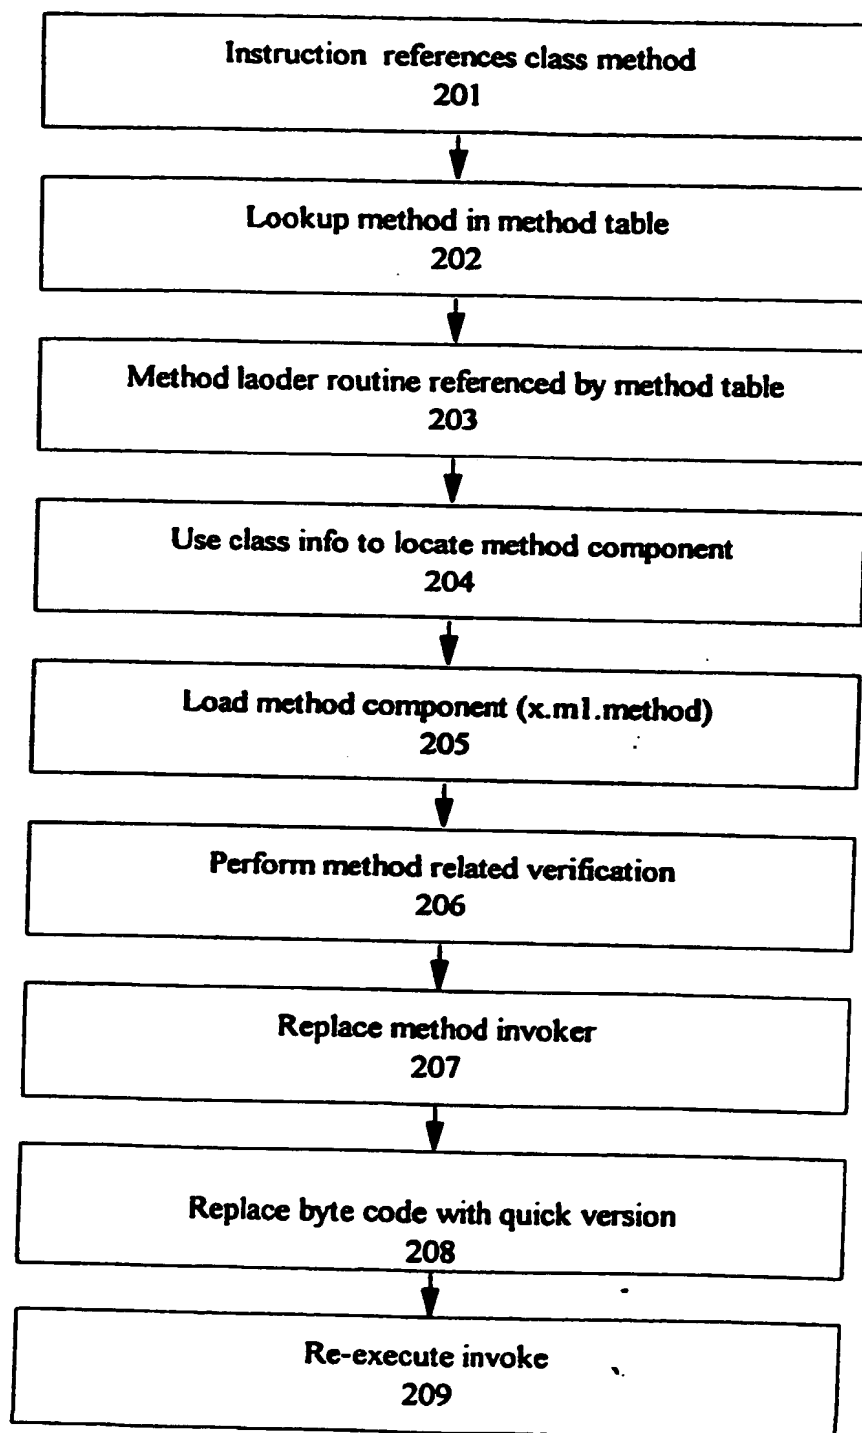 Instruction references class method
201
Lookup method in method table
202
Method laoder routine referenced by method table
203
Use class info to locate method component
204
Load method component (x.m1.method)
205
Perform method related verification
206
Replace method invoker
207
Replace byte code with quick version
208
Re-execute invoke
209